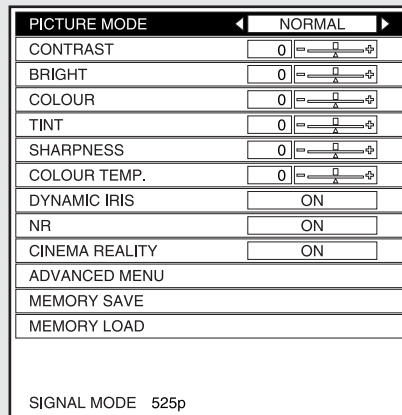 PICTURE MODE NORMAL
CONTRAST 0
BRIGHT 0
COLOUR 0
TINT 0
SHARPNESS 0
COLOUR TEMP. 0
DYNAMIC IRIS ON
NR ON
CINEMA REALITY ON
ADVANCED MENU
MEMORY SAVE
MEMORY LOAD
SIGNAL MODE 525p